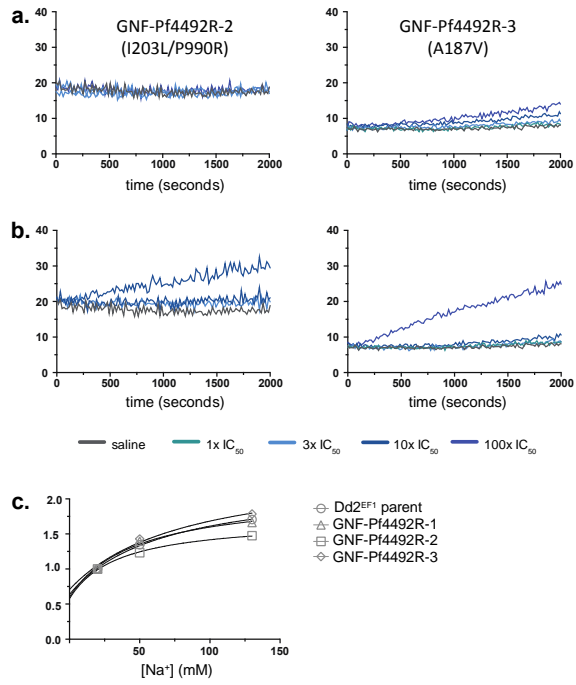 a.
GNF-Pf4492R-2
(I203L/P990R)
GNF-Pf4492R-3
(A187V)
40
30
20
10
0
0 500 1000 1500 2000
time (seconds)
40
30
20
10
0
0 500 1000 1500 2000
time (seconds)
b.
40
30
20
10
0
0 500 1000 1500 2000
time (seconds)
40
30
20
10
0
0 500 1000 1500 2000
time (seconds)
saline 1x IC50 3x IC50 10x IC50 100x IC50
c.
2.0
1.5
1.0
0.5
0.0
0 50 100 150
[Na+] (mM)
Dd2EF1 parent
GNF-Pf4492R-1
GNF-Pf4492R-2
GNF-Pf4492R-3